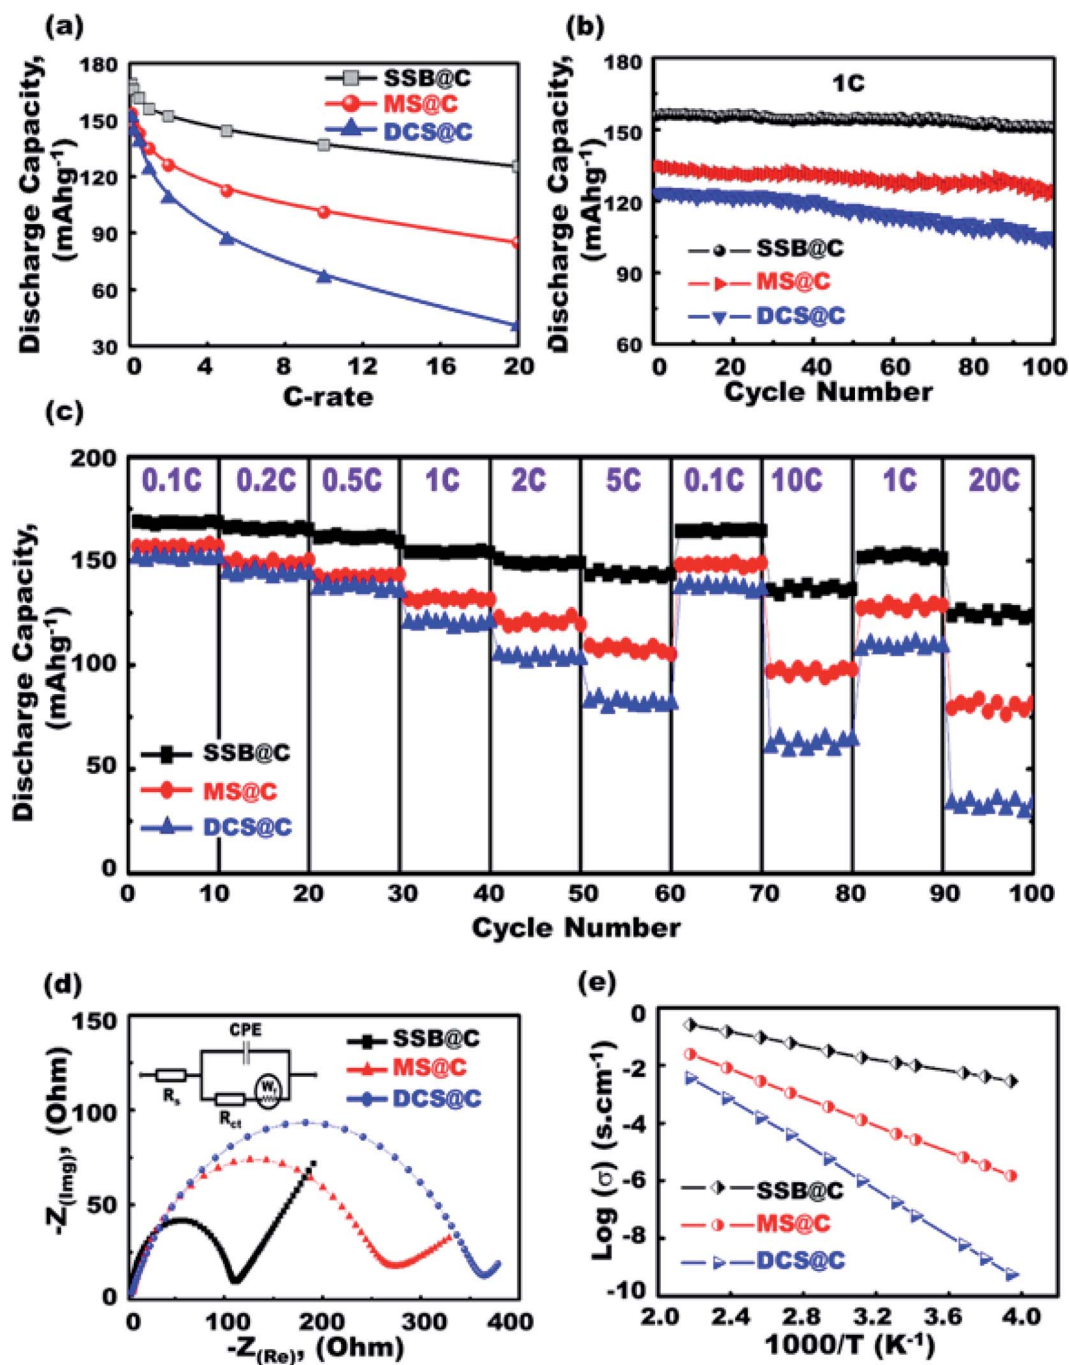 (a)
Discharge Capacity,
(mAhg-1)
180
150
120
90
60
30
SSB@C
MS@C
DCS@C
0
4
8
12
16
20
C-rate
(b)
Discharge Capacity,
(mAhg-1)
180
150
120
90
60
1C
SSB@C
MS@C
DCS@C
0
20
40
60
80
100
Cycle Number
(c)
Discharge Capacity,
(mAhg-1)
200
150
100
50
0
0.1C
0.2C
0.5C
1C
2C
5C
0.1C
10C
1C
20C
SSB@C
MS@C
DCS@C
0
10
20
30
40
50
60
70
80
90
100
Cycle Number
(d)
-Z(Img), (Ohm)
150
100
50
0
CPE
Rs
Rct
SSB@C
MS@C
DCS@C
0
100
200
300
400
-Z(Re), (Ohm)
(e)
Log (σ) (s.cm-1)
0
-2
-4
-6
-8
-10
SSB@C
MS@C
DCS@C
2.0
2.4
2.8
3.2
3.6
4.0
1000/T (K-1)